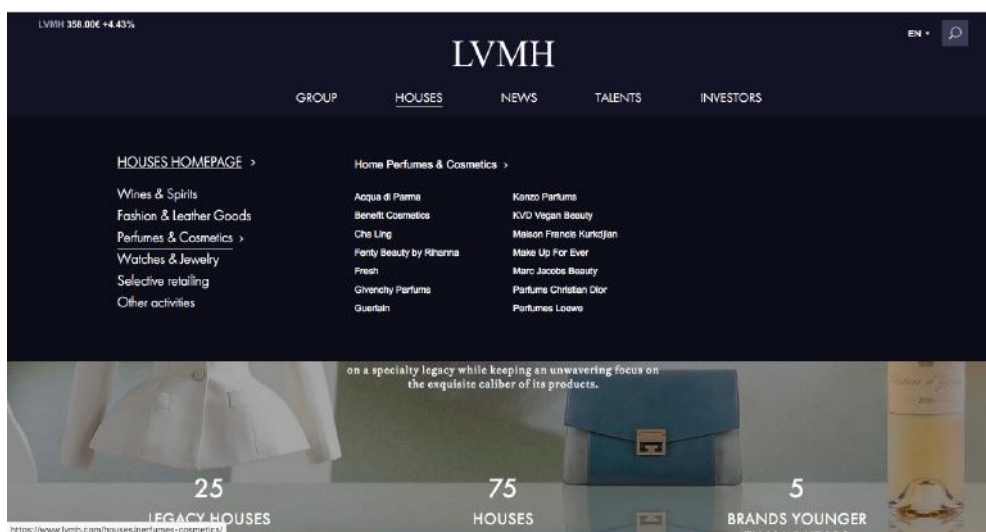 LVMH 358.00€ +4.43%
EN
LVMH
GROUP HOUSES NEWS TALENTS INVESTORS
HOUSES HOMEPAGE >
Wines & Spirits
Fashion & Leather Goods
Perfumes & Cosmetics >
Watches & Jewelry
Selective retailing
Other activities
Home Perfumes & Cosmetics >
Acqua di Parma
Benefit Cosmetics
Cha Ling
Fenty Beauty by Rihanna
Fresh
Givenchy Parfums
Guerlain
Kenzo Parfums
KVD Vegan Beauty
Maison Francis Kurkdjian
Make Up For Ever
Marc Jacobs Beauty
Parfums Christian Dior
Perfumes Loewe
on a specialty legacy while keeping an unwavering focus on
the exquisite caliber of its products.
25
LEGACY HOUSES
75
HOUSES
5
BRANDS YOUNGER
https://www.lvmh.com/houses/perfumes-cosmetics/